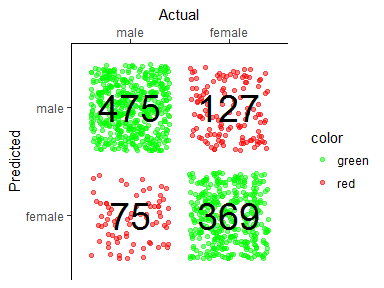 Actual
male female
Predicted
male 475 127
female 75 369
color
green
red